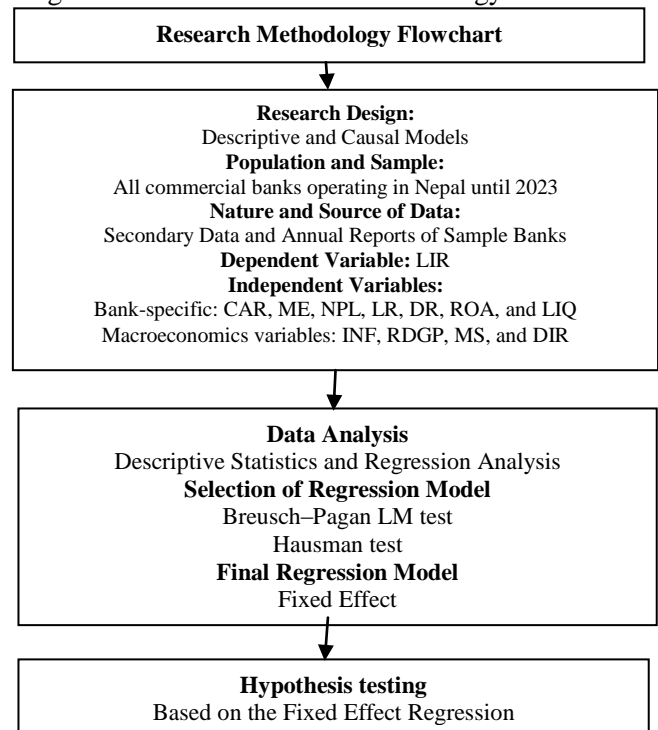 Research Methodology Flowchart
Research Design:
Descriptive and Causal Models
Population and Sample:
All commercial banks operating in Nepal until 2023
Nature and Source of Data:
Secondary Data and Annual Reports of Sample Banks
Dependent Variable: LIR
Independent Variables:
Bank-specific: CAR, ME, NPL, LR, DR, ROA, and LIQ
Macroeconomics variables: INF, RDGP, MS, and DIR
Data Analysis
Descriptive Statistics and Regression Analysis
Selection of Regression Model
Breusch–Pagan LM test
Hausman test
Final Regression Model
Fixed Effect
Hypothesis testing
Based on the Fixed Effect Regression